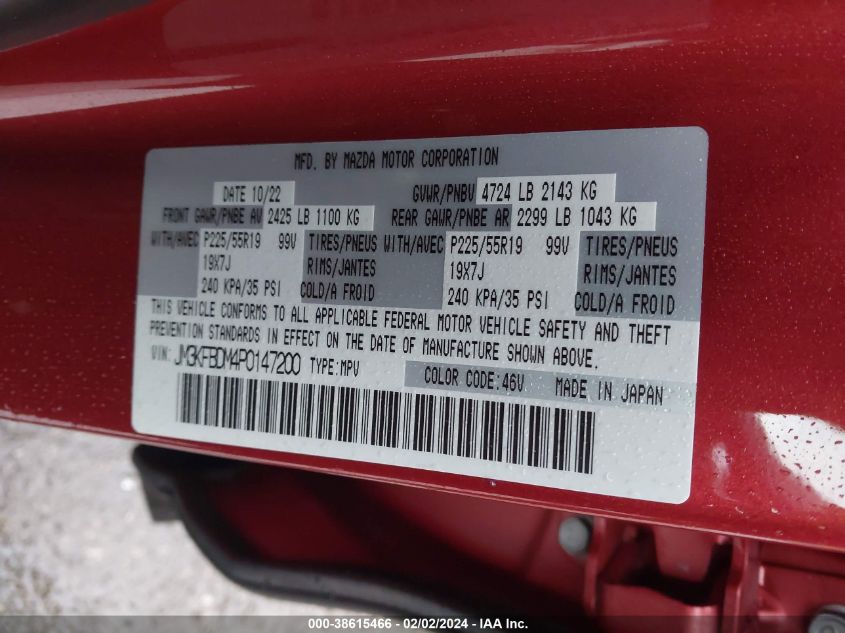 MFD. BY MAZDA MOTOR CORPORATION
DATE 10/22 GVWR/PNBV 4724 LB 2143 KG
FRONT GAWR/PNBE AV 2425 LB 1100 KG REAR GAWR/PNBE AR 2299 LB 1043 KG
WITH/AVEC P225/55R19 99V TIRES/PNEUS WITH/AVEC P225/55R19 99V TIRES/PNEUS
19X7J RIMS/JANTES 19X7J RIMS/JANTES
240 KPA/35 PSI COLD/A FROID 240 KPA/35 PSI COLD/A FROID
THIS VEHICLE CONFORMS TO ALL APPLICABLE FEDERAL MOTOR VEHICLE SAFETY AND THEFT
PREVENTION STANDARDS IN EFFECT ON THE DATE OF MANUFACTURE SHOWN ABOVE.
VIN: JM3KFBDM4P0147200 TYPE:MPV COLOR CODE:46V MADE IN JAPAN
000-38615466 - 02/02/2024 - IAA Inc.